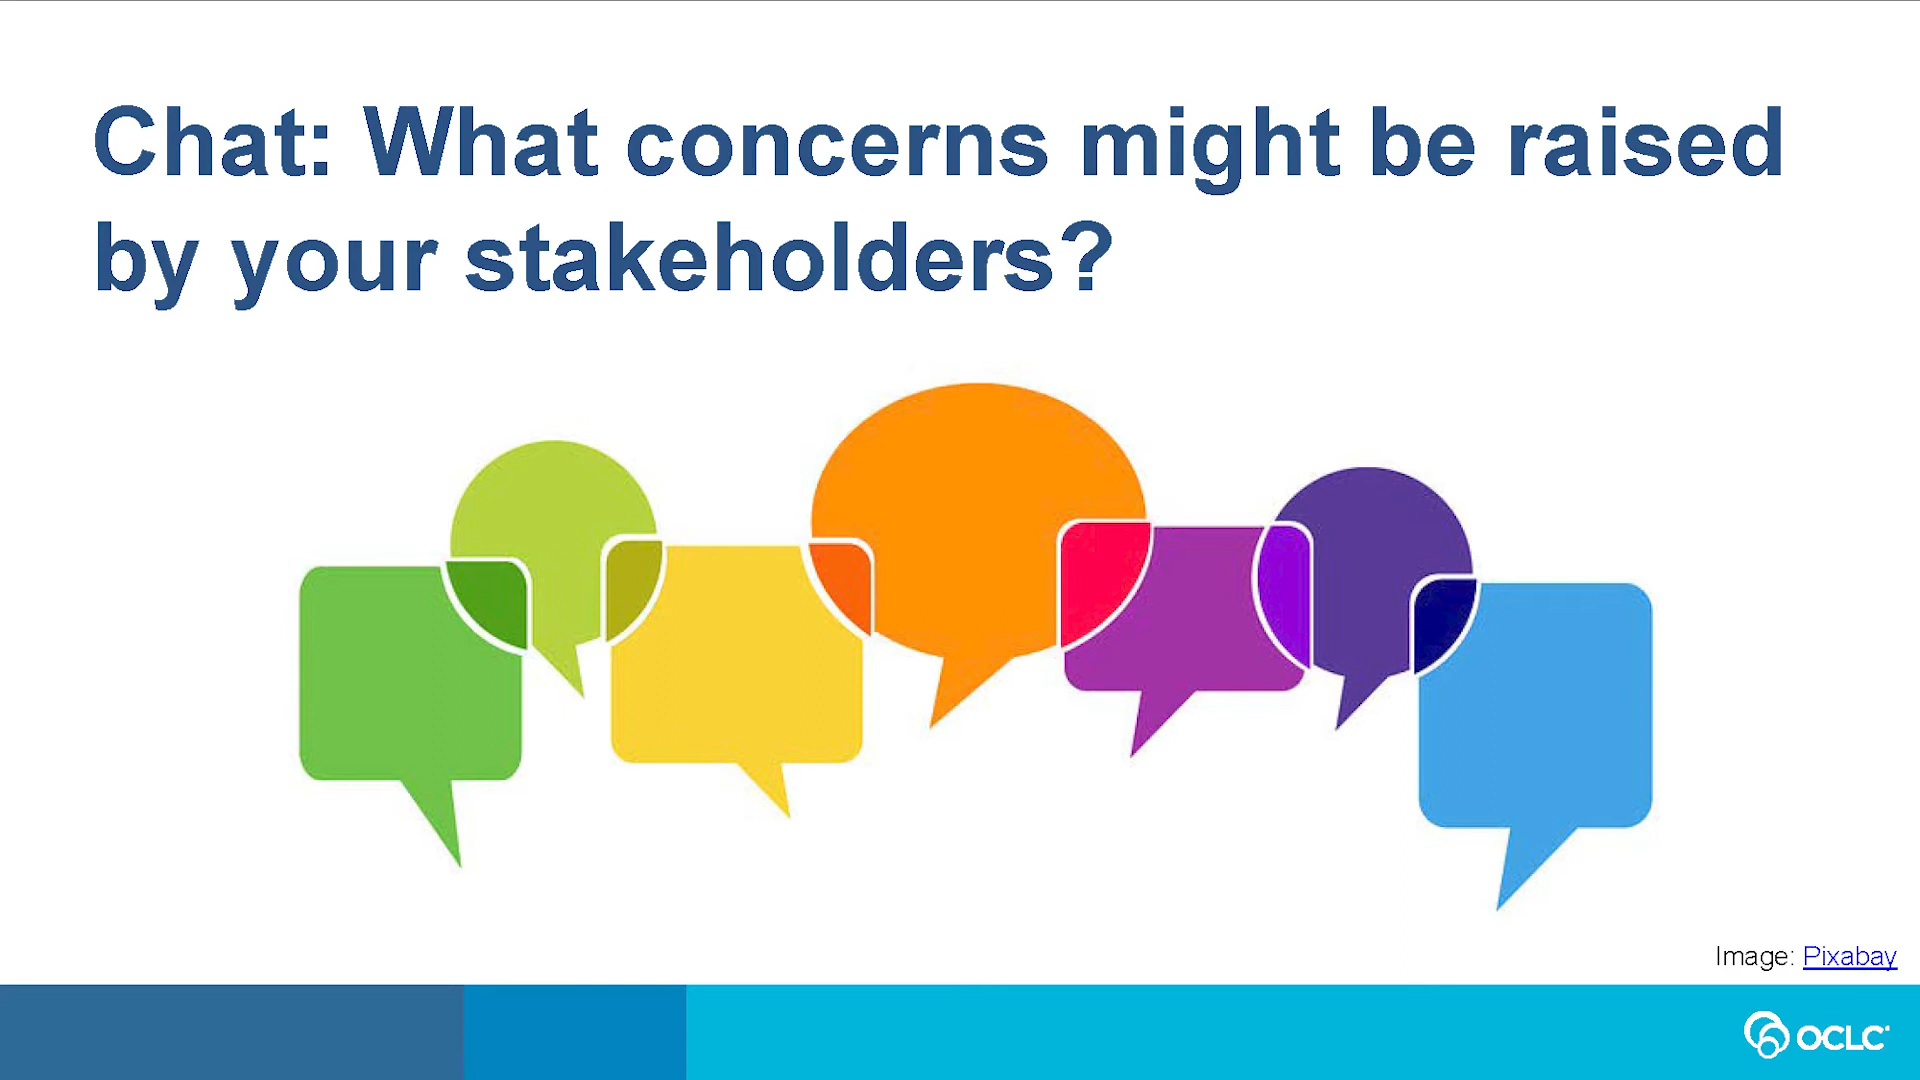 Chat: What concerns might be raised
by your stakeholders?
Image: Pixabay
OCLC